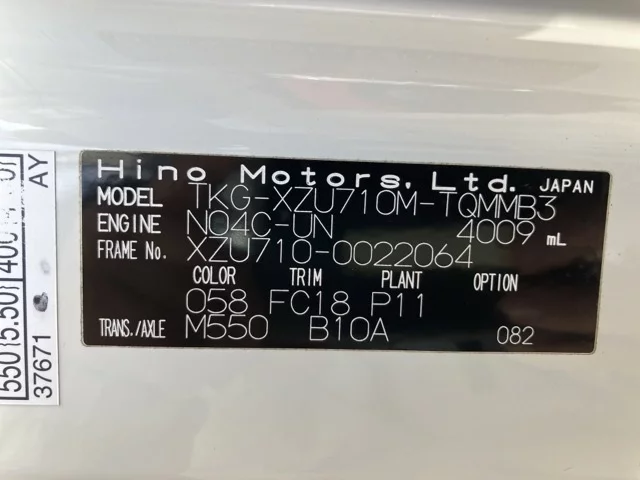 Hino Motors, Ltd. JAPAN
MODEL TKG-XZU710M-TQMMB3
ENGINE N04C-UN 4009 mL
FRAME No. XZU710-0022064
COLOR TRIM PLANT OPTION
058 FC18 P11
TRANS./AXLE M550 B10A 082
AY
37671